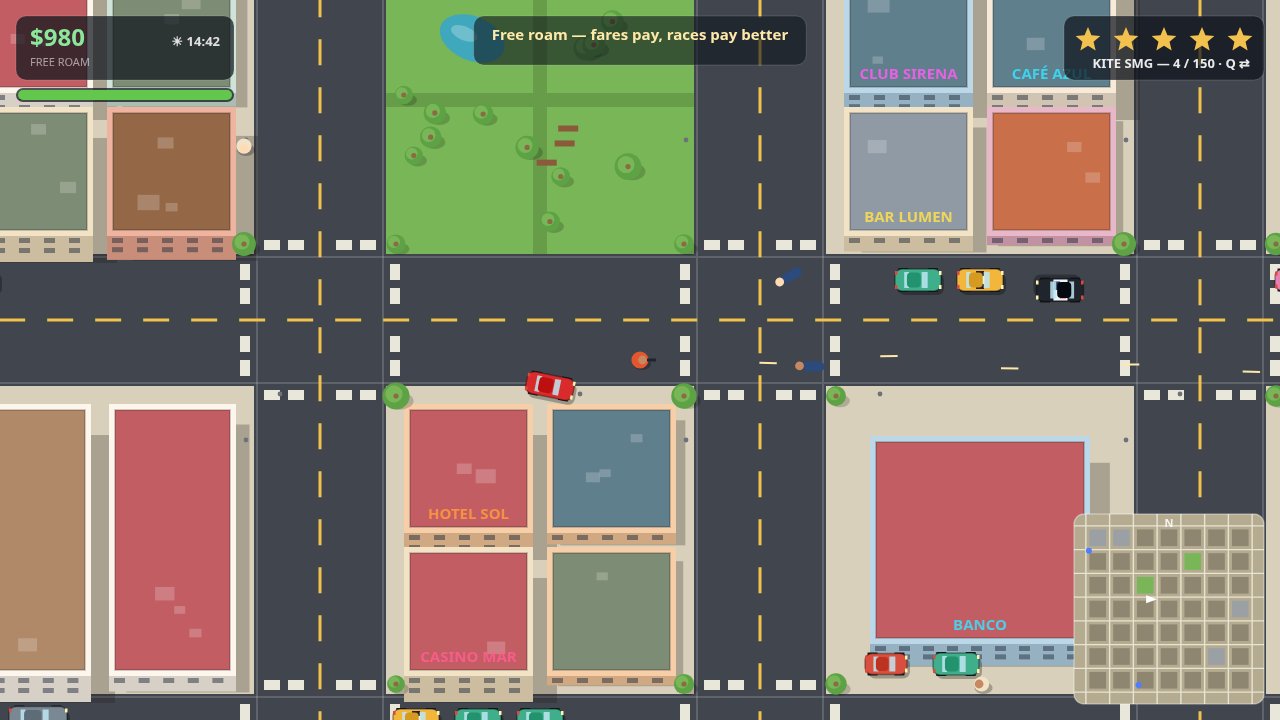 $980
☀ 14:42
FREE ROAM
Free roam — fares pay, races pay better
KITE SMG — 4 / 150 · Q ⇄
CLUB SIRENA
CAFÉ AZUL
BAR LUMEN
HOTEL SOL
CASINO MAR
BANCO
N